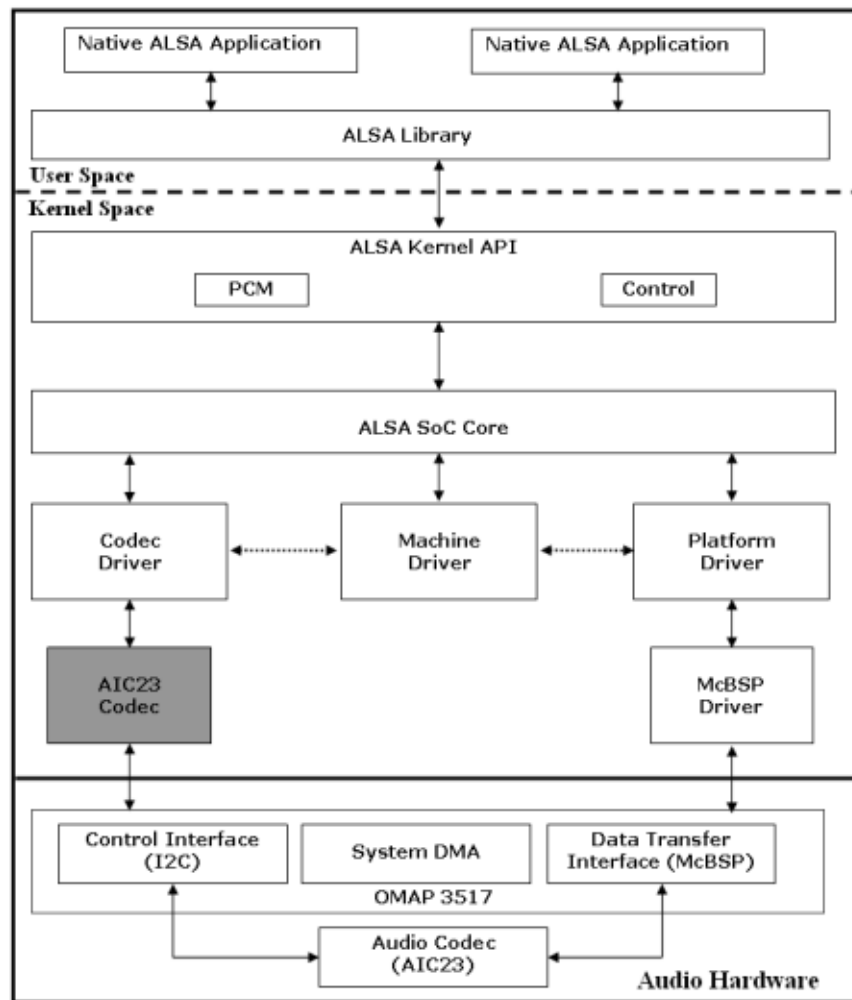 Native ALSA Application
Native ALSA Application
ALSA Library
User Space
Kernel Space
ALSA Kernel API
PCM
Control
ALSA SoC Core
Codec
Driver
Machine
Driver
Platform
Driver
AIC23
Codec
McBSP
Driver
Control Interface
(I2C)
System DMA
Data Transfer
Interface (McBSP)
OMAP 3517
Audio Codec
(AIC23)
Audio Hardware